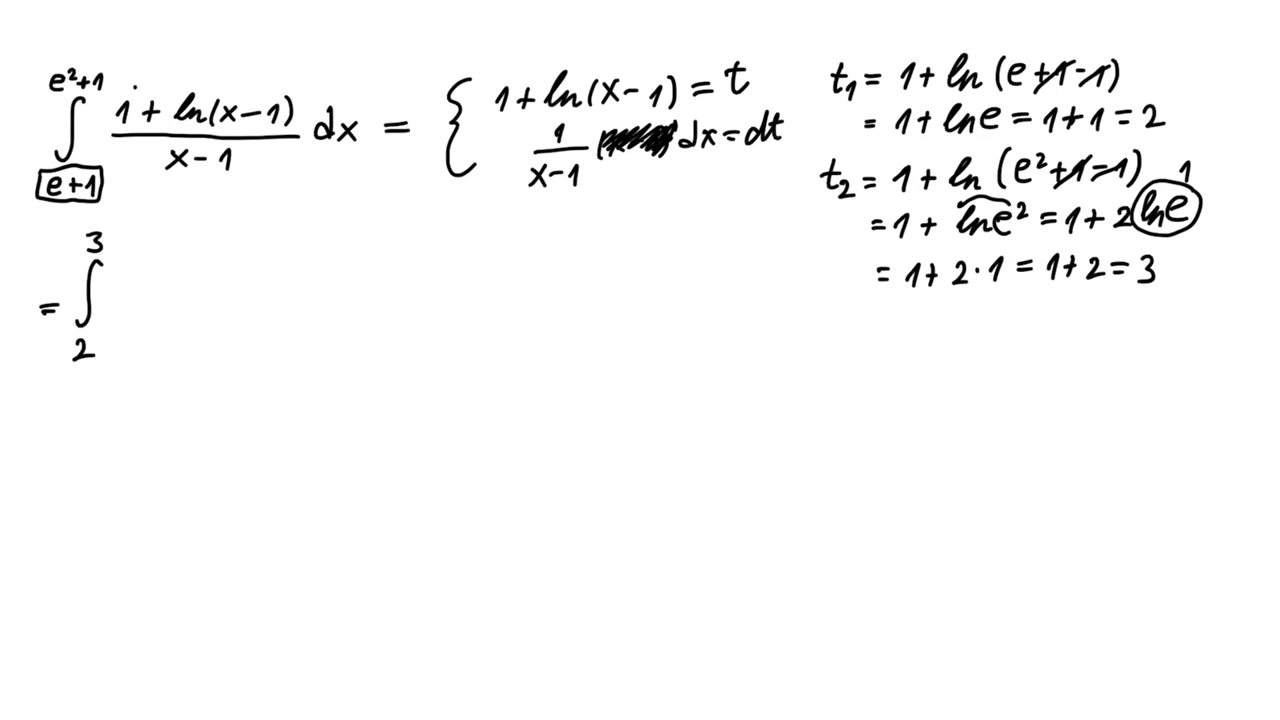 ∫_{e+1}^{e²+1} (1 + ln(x-1))/(x-1) dx = { 1 + ln(x-1) = t
1/(x-1) dx = dt
= ∫_2^3
t₁ = 1 + ln (e+1-1)
= 1 + ln e = 1 + 1 = 2
t₂ = 1 + ln (e²+1-1)
= 1 + ln e² = 1 + 2 ln e 1
= 1 + 2 · 1 = 1 + 2 = 3